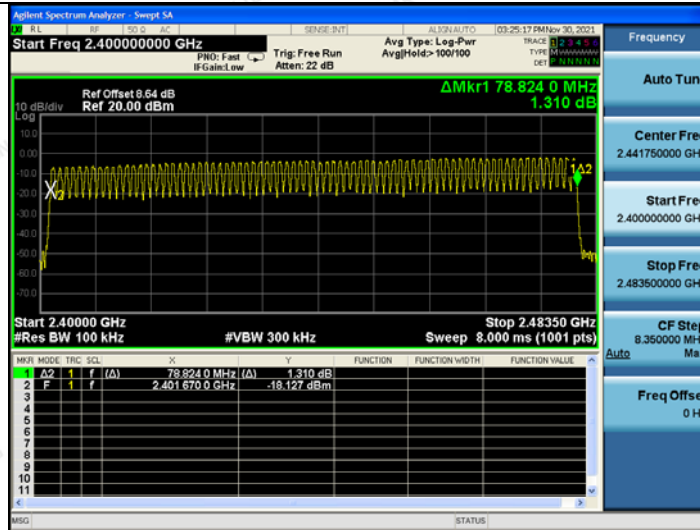 Agilent Spectrum Analyzer - Swept SA
RL RF 50 Ω AC SENSE:INT ALIGN AUTO 03:25:17 PM Nov 30, 2021
Start Freq 2.400000000 GHz
PNO: Fast
IFGain:Low
Trig: Free Run
Atten: 22 dB
Avg Type: Log-Pwr
Avg|Hold:> 100/100
TRACE 1 2 3 4 5 6
TYPE M
DET P N N N N N
ΔMkr1 78.824 0 MHz
1.310 dB
Ref Offset 8.64 dB
10 dB/div Ref 20.00 dBm
Log
10.0
0.00
-10.0
-20.0
-30.0
-40.0
-50.0
-60.0
-70.0
2
1Δ2
Start 2.40000 GHz Stop 2.48350 GHz
#Res BW 100 kHz #VBW 300 kHz Sweep 8.000 ms (1001 pts)
MKR MODE TRC SCL X Y FUNCTION FUNCTION WIDTH FUNCTION VALUE
1 Δ2 1 f (Δ) 78.824 0 MHz (Δ) 1.310 dB
2 F 1 f 2.401 670 0 GHz -18.127 dBm
3
4
5
6
7
8
9
10
11
MSG STATUS
Frequency
Auto Tun
Center Fre
2.441750000 GH
Start Fre
2.400000000 GH
Stop Fre
2.483500000 GH
CF Step
8.350000 MH
Auto Ma
Freq Offse
0 H